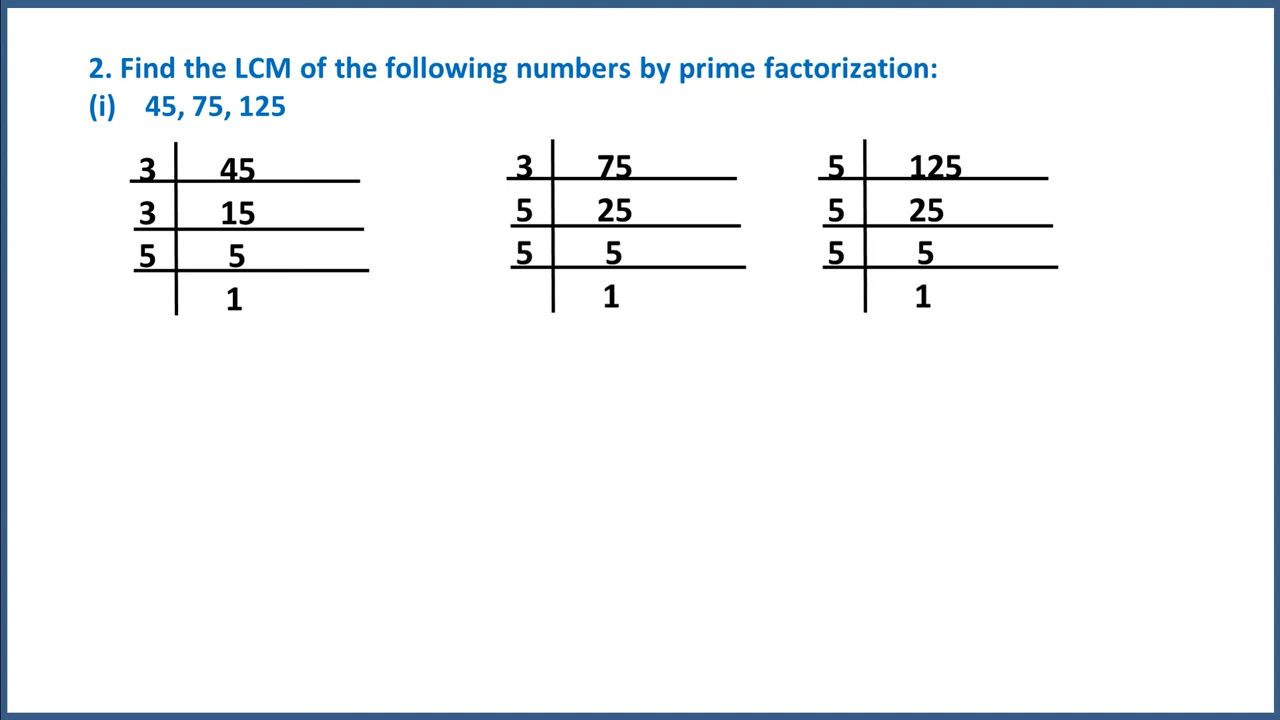 2. Find the LCM of the following numbers by prime factorization:
(i) 45, 75, 125
3 45 3 75 5 125
3 15 5 25 5 25
5 5 5 5 5 5
1 1 1